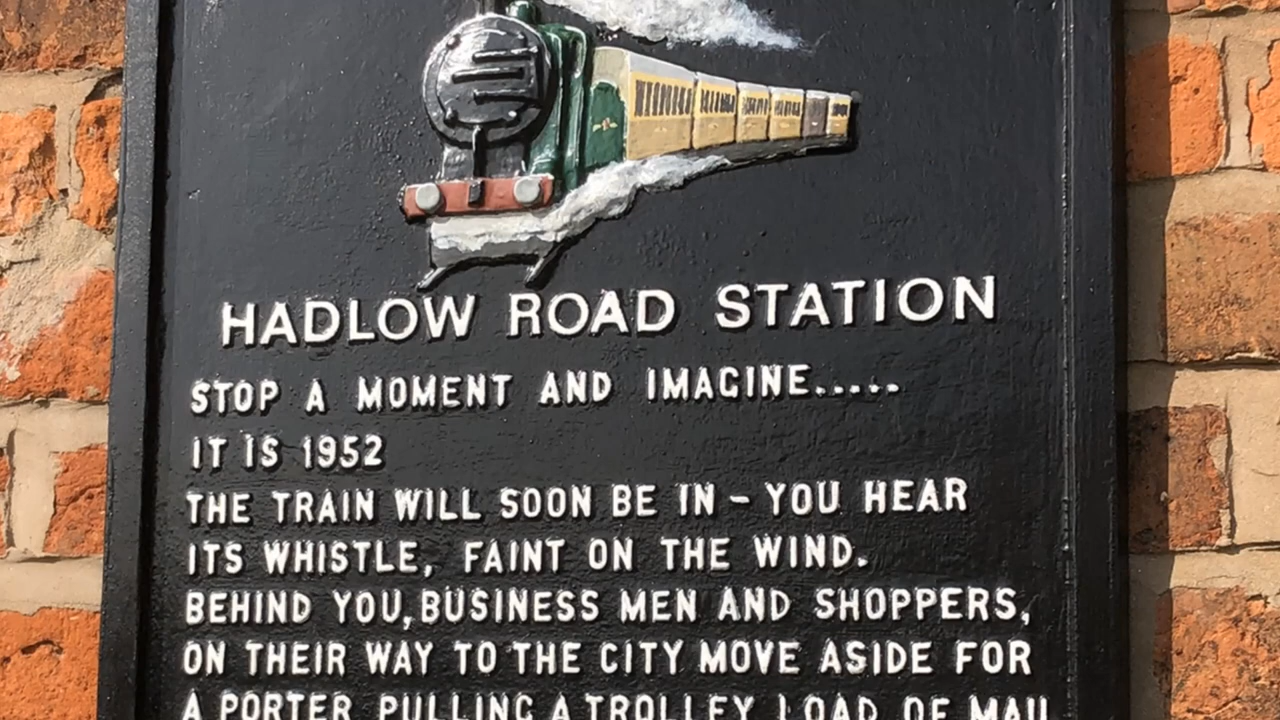 HADLOW ROAD STATION
STOP A MOMENT AND IMAGINE.....
IT IS 1952
THE TRAIN WILL SOON BE IN - YOU HEAR
ITS WHISTLE, FAINT ON THE WIND.
BEHIND YOU, BUSINESS MEN AND SHOPPERS,
ON THEIR WAY TO THE CITY MOVE ASIDE FOR
A PORTER PULLING A TROLLEY LOAD OF MAIL